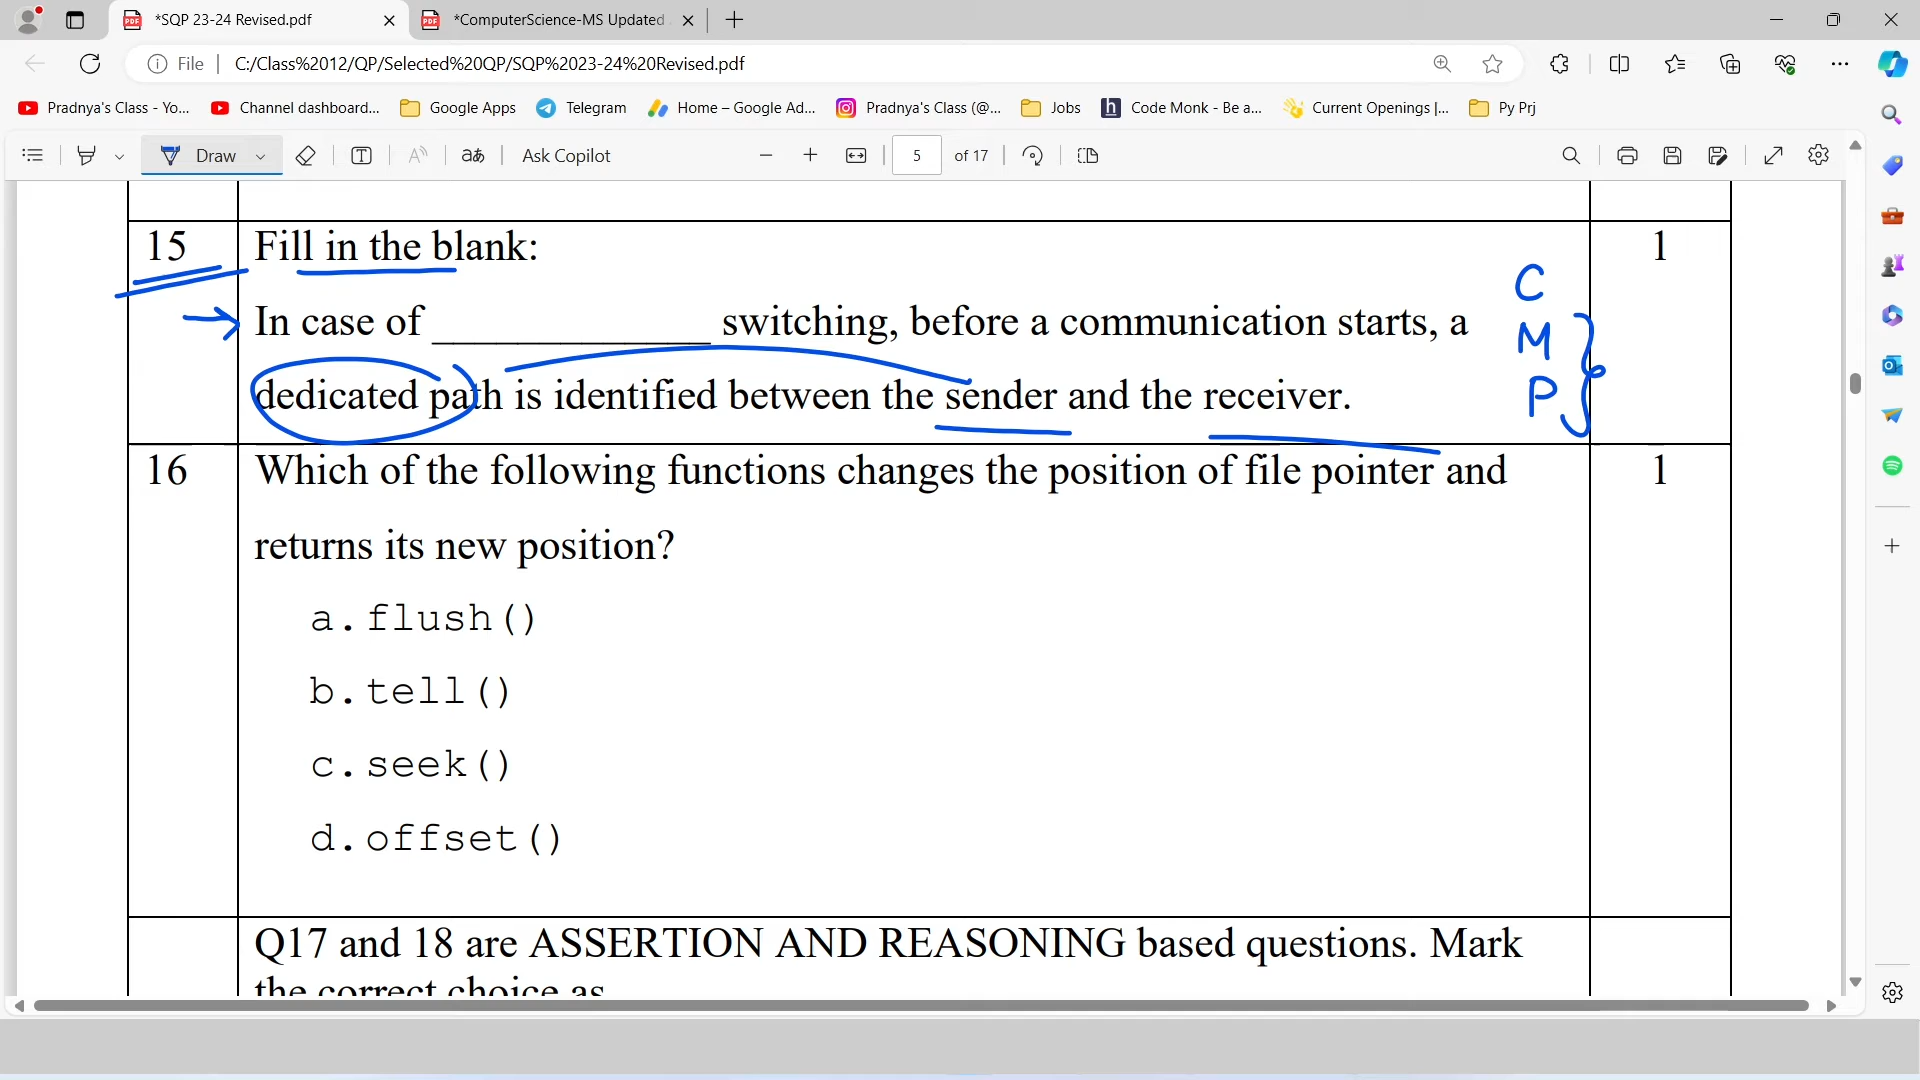 *SQP 23-24 Revised.pdf
*ComputerScience-MS Updated
File
C:/Class%2012/QP/Selected%20QP/SQP%2023-24%20Revised.pdf
Pradnya's Class - Yo...
Channel dashboard...
Google Apps
Telegram
Home – Google Ad...
Pradnya's Class (@...
Jobs
Code Monk - Be a...
Current Openings |...
Py Prj
Draw
Ask Copilot
5 of 17
15 Fill in the blank: 1
In case of _____________ switching, before a communication starts, a
dedicated path is identified between the sender and the receiver.
C
M
P
16 Which of the following functions changes the position of file pointer and 1
returns its new position?
a. flush()
b. tell()
c. seek()
d. offset()
Q17 and 18 are ASSERTION AND REASONING based questions. Mark
the correct choice as